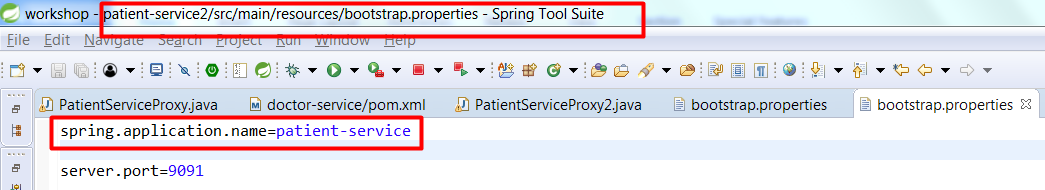 workshop - patient-service2/src/main/resources/bootstrap.properties - Spring Tool Suite
File Edit Navigate Search Project Run Window Help
PatientServiceProxy.java doctor-service/pom.xml PatientServiceProxy2.java bootstrap.properties bootstrap.properties
spring.application.name=patient-service
server.port=9091